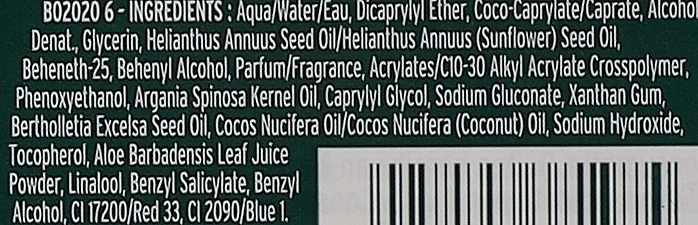 B02020 6 - INGREDIENTS : Aqua/Water/Eau, Dicaprylyl Ether, Coco-Caprylate/Caprate, Alcohol
Denat., Glycerin, Helianthus Annuus Seed Oil/Helianthus Annuus (Sunflower) Seed Oil,
Beheneth-25, Behenyl Alcohol, Parfum/Fragrance, Acrylates/C10-30 Alkyl Acrylate Crosspolymer,
Phenoxyethanol, Argania Spinosa Kernel Oil, Caprylyl Glycol, Sodium Gluconate, Xanthan Gum,
Bertholletia Excelsa Seed Oil, Cocos Nucifera Oil/Cocos Nucifera (Coconut) Oil, Sodium Hydroxide,
Tocopherol, Aloe Barbadensis Leaf Juice
Powder, Linalool, Benzyl Salicylate, Benzyl
Alcohol, CI 17200/Red 33, CI 2090/Blue 1.